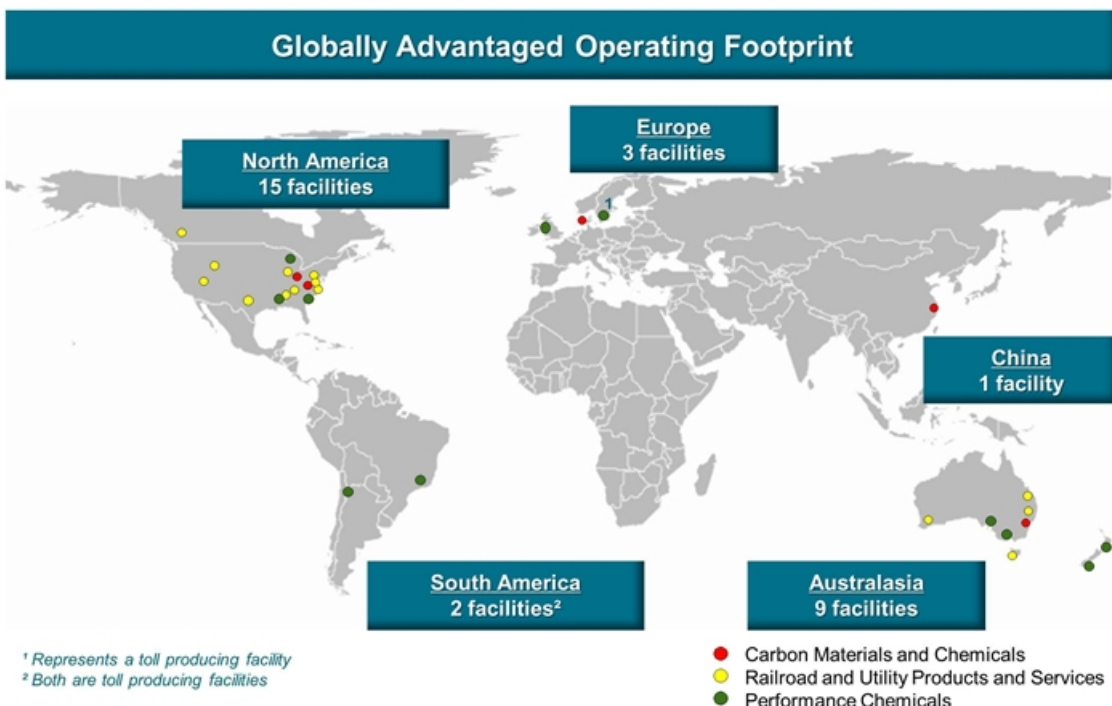 Globally Advantaged Operating Footprint
Europe
3 facilities
North America
15 facilities
1
China
1 facility
South America
2 facilities²
Australasia
9 facilities
¹ Represents a toll producing facility
² Both are toll producing facilities
Carbon Materials and Chemicals
Railroad and Utility Products and Services
Performance Chemicals